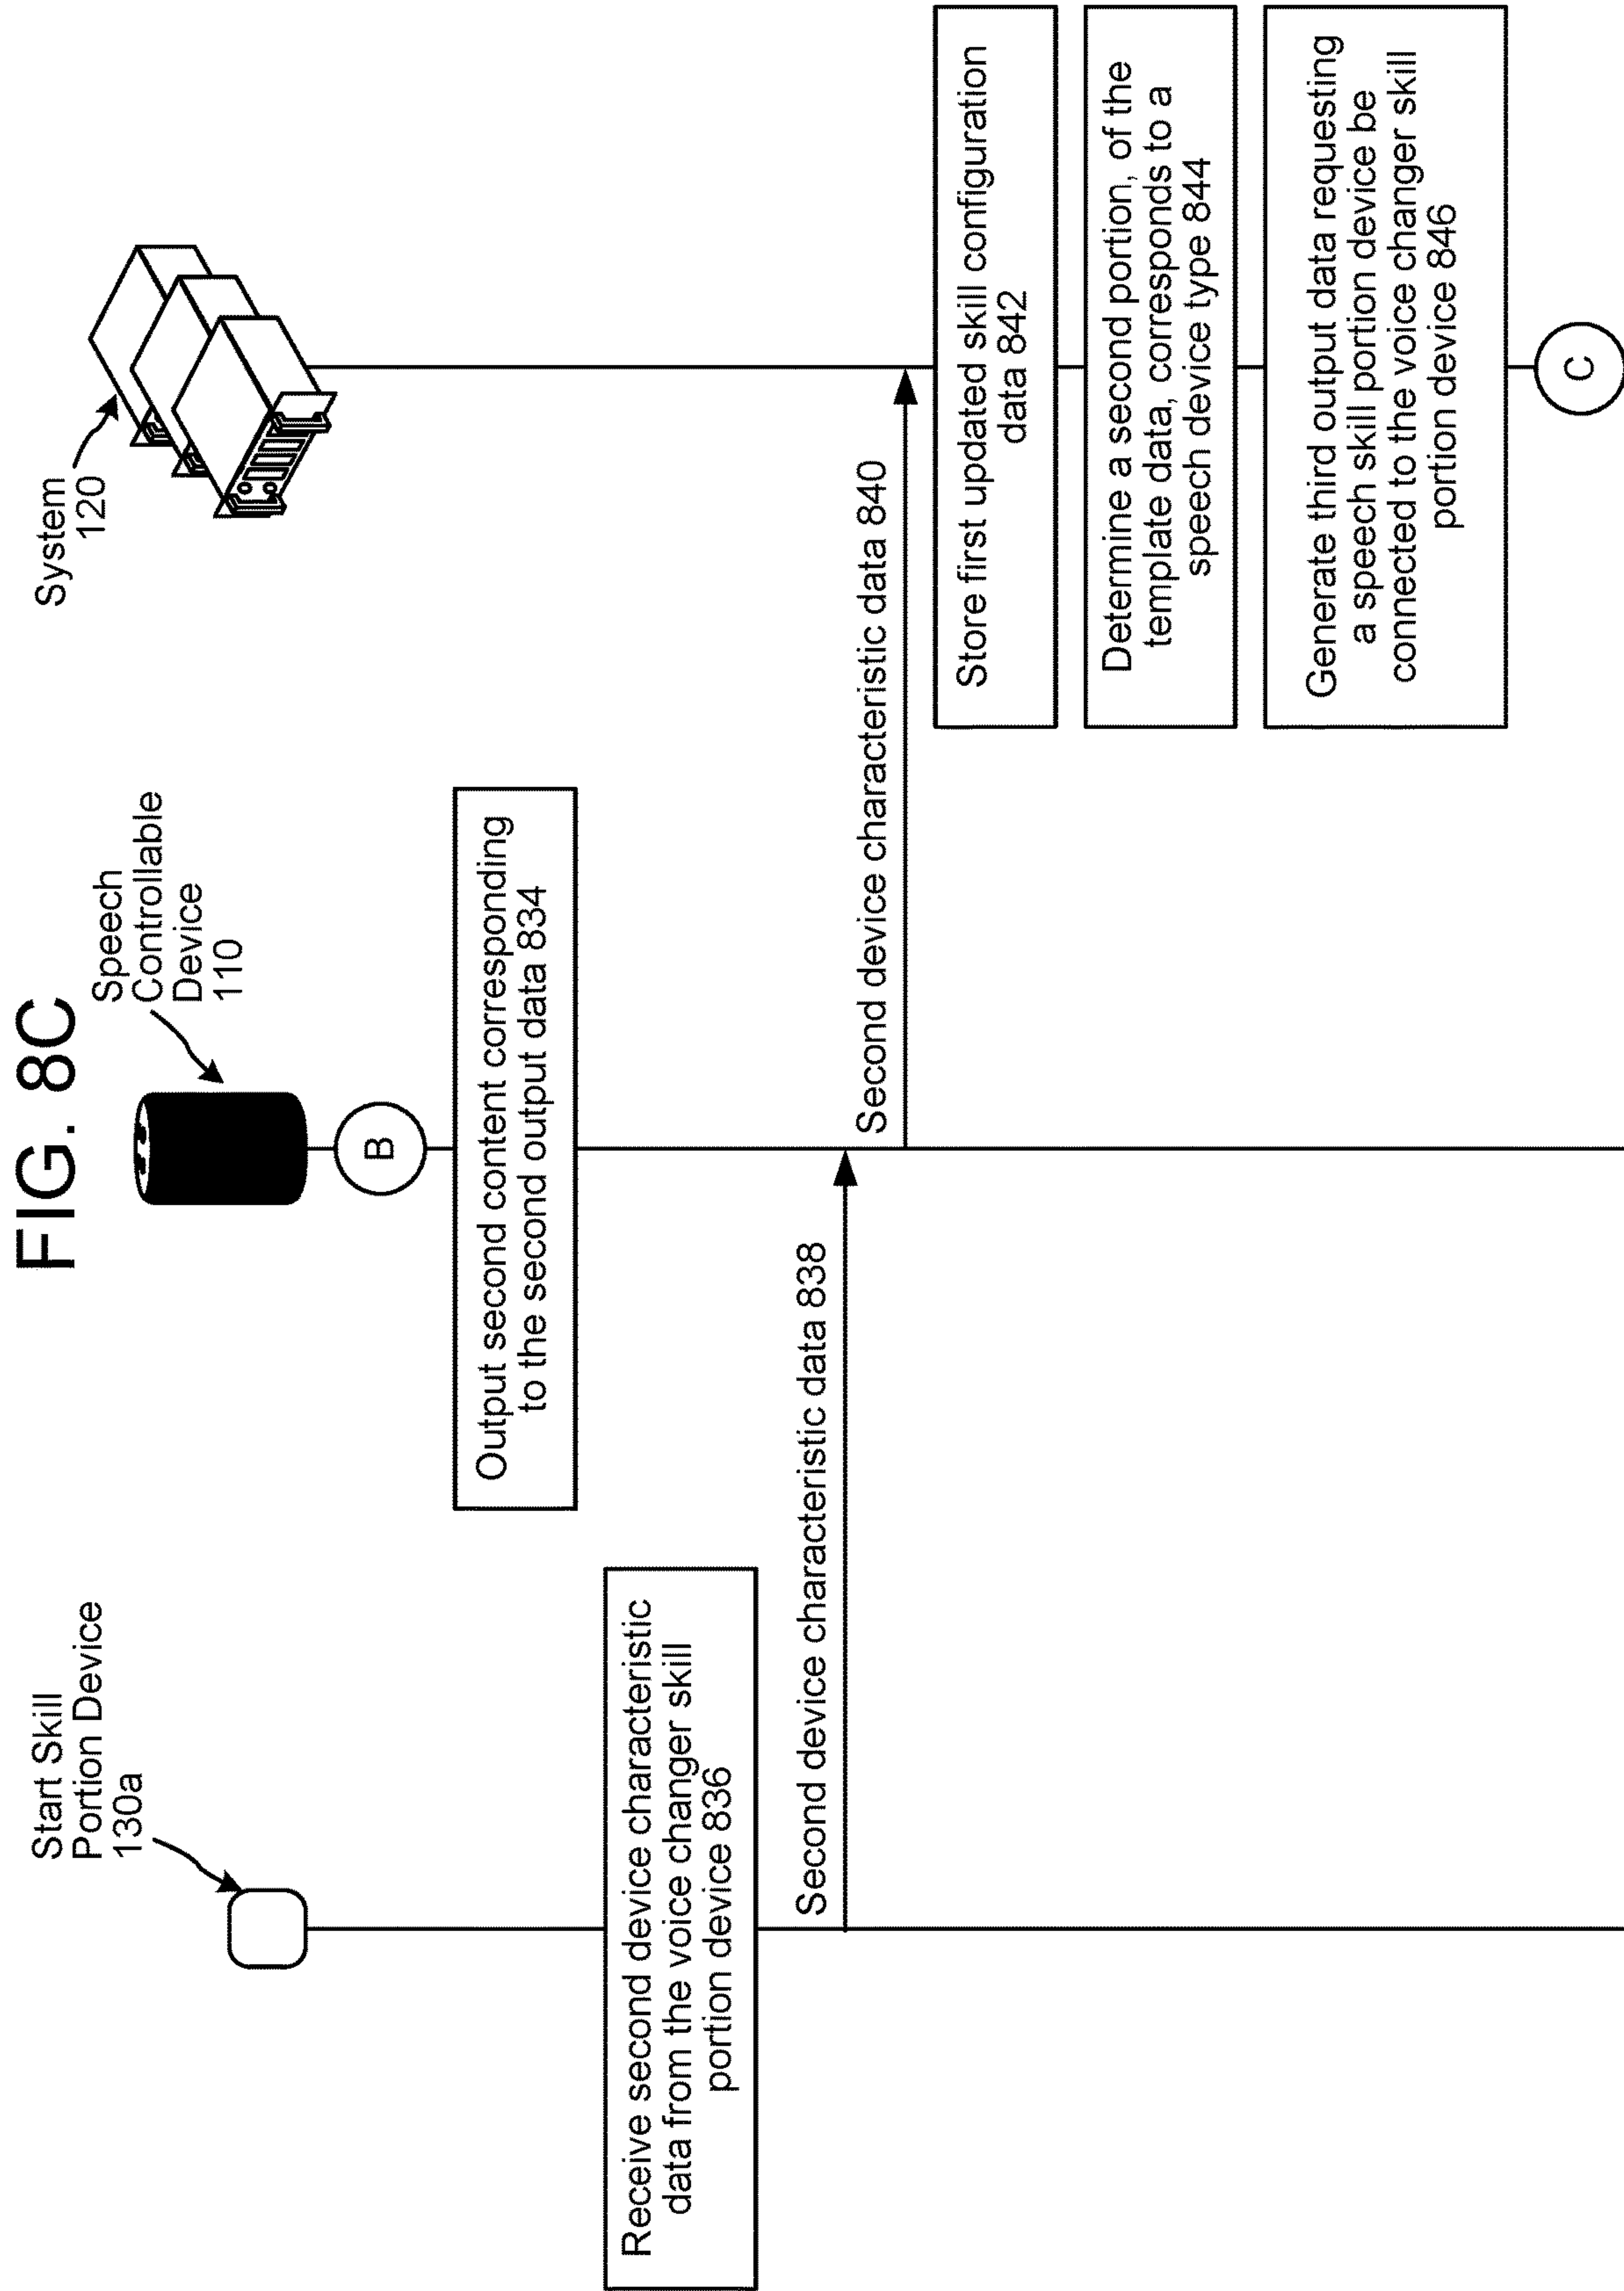 FIG. 8C
Start Skill
Portion Device
130a
Speech
Controllable
Device
110
System
120
B
Output second content corresponding
to the second output data 834
Receive second device characteristic
data from the voice changer skill
portion device 836
Second device characteristic data 838
Second device characteristic data 840
Store first updated skill configuration
data 842
Determine a second portion, of the
template data, corresponds to a
speech device type 844
Generate third output data requesting
a speech skill portion device be
connected to the voice changer skill
portion device 846
C